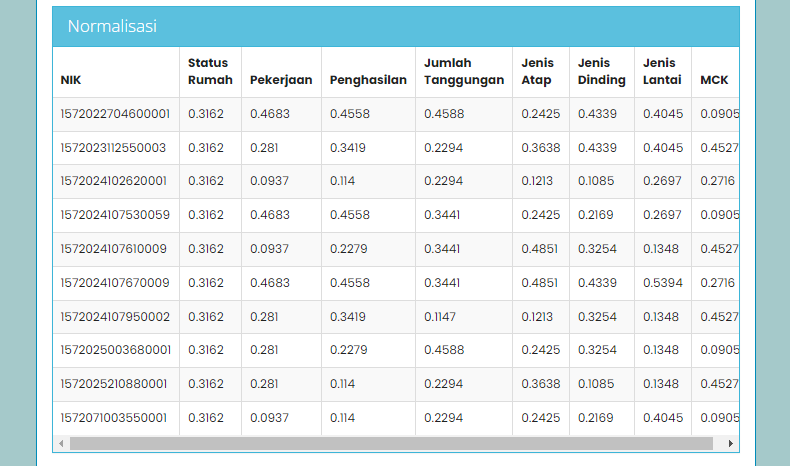 Normalisasi
NIK Status Rumah Pekerjaan Penghasilan Jumlah Tanggungan Jenis Atap Jenis Dinding Jenis Lantai MCK
1572022704600001 0.3162 0.4683 0.4558 0.4588 0.2425 0.4339 0.4045 0.0905
1572023112550003 0.3162 0.281 0.3419 0.2294 0.3638 0.4339 0.4045 0.4527
1572024102620001 0.3162 0.0937 0.114 0.2294 0.1213 0.1085 0.2697 0.2716
1572024107530059 0.3162 0.4683 0.4558 0.3441 0.2425 0.2169 0.2697 0.0905
1572024107610009 0.3162 0.0937 0.2279 0.3441 0.4851 0.3254 0.1348 0.4527
1572024107670009 0.3162 0.4683 0.4558 0.3441 0.4851 0.4339 0.5394 0.2716
1572024107950002 0.3162 0.281 0.3419 0.1147 0.1213 0.3254 0.1348 0.4527
1572025003680001 0.3162 0.281 0.2279 0.4588 0.2425 0.3254 0.1348 0.0905
1572025210880001 0.3162 0.281 0.114 0.2294 0.3638 0.1085 0.1348 0.4527
1572071003550001 0.3162 0.0937 0.114 0.2294 0.2425 0.2169 0.4045 0.0905